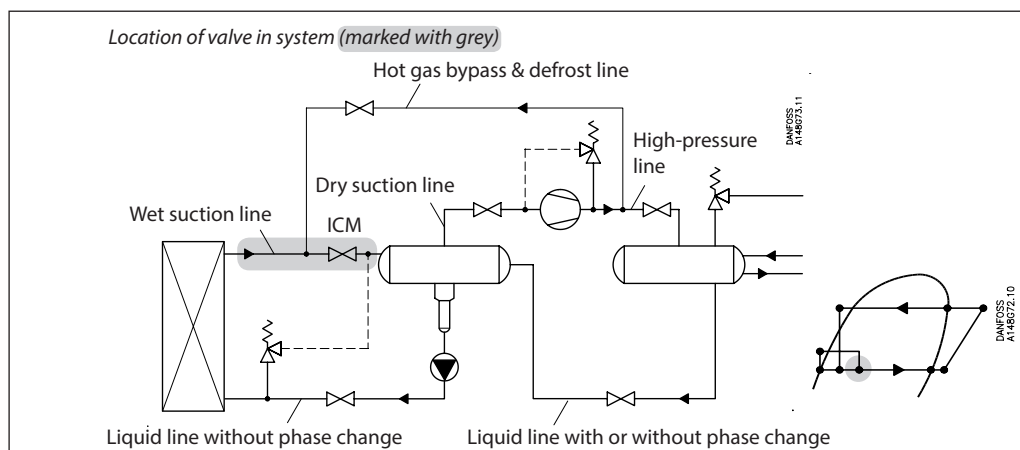 Location of valve in system (marked with grey)
Hot gas bypass & defrost line
DANFOSS
A148G73.11
High-pressure
line
Dry suction line
Wet suction line
ICM
DANFOSS
A148G72.10
Liquid line without phase change
Liquid line with or without phase change